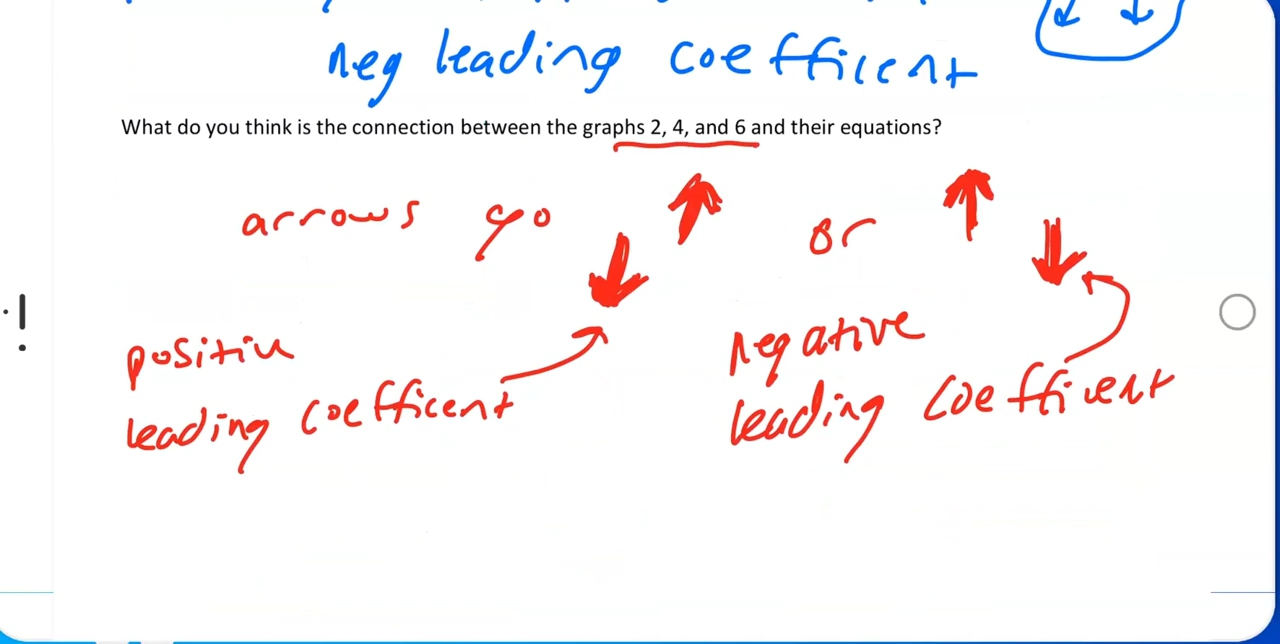 neg leading coefficent
What do you think is the connection between the graphs 2, 4, and 6 and their equations?
arrows go or
positive
leading coefficent
negative
leading coefficent